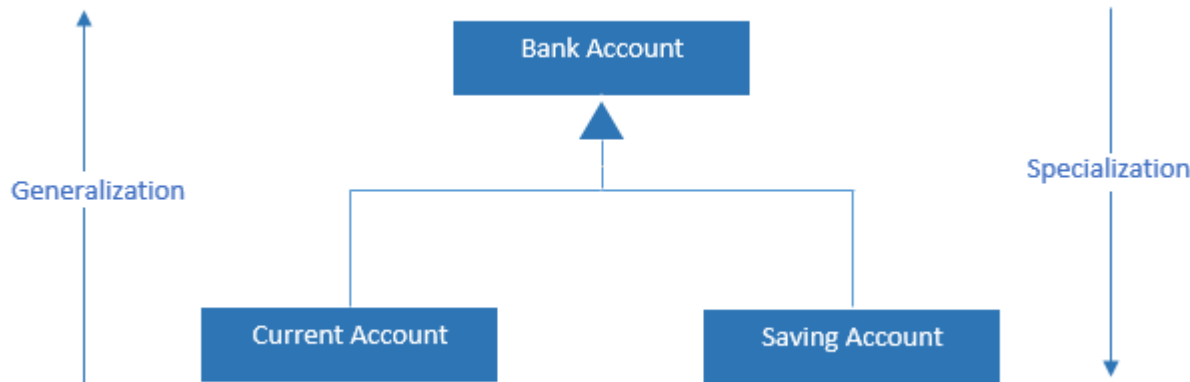 Bank Account
Generalization
Specialization
Current Account
Saving Account